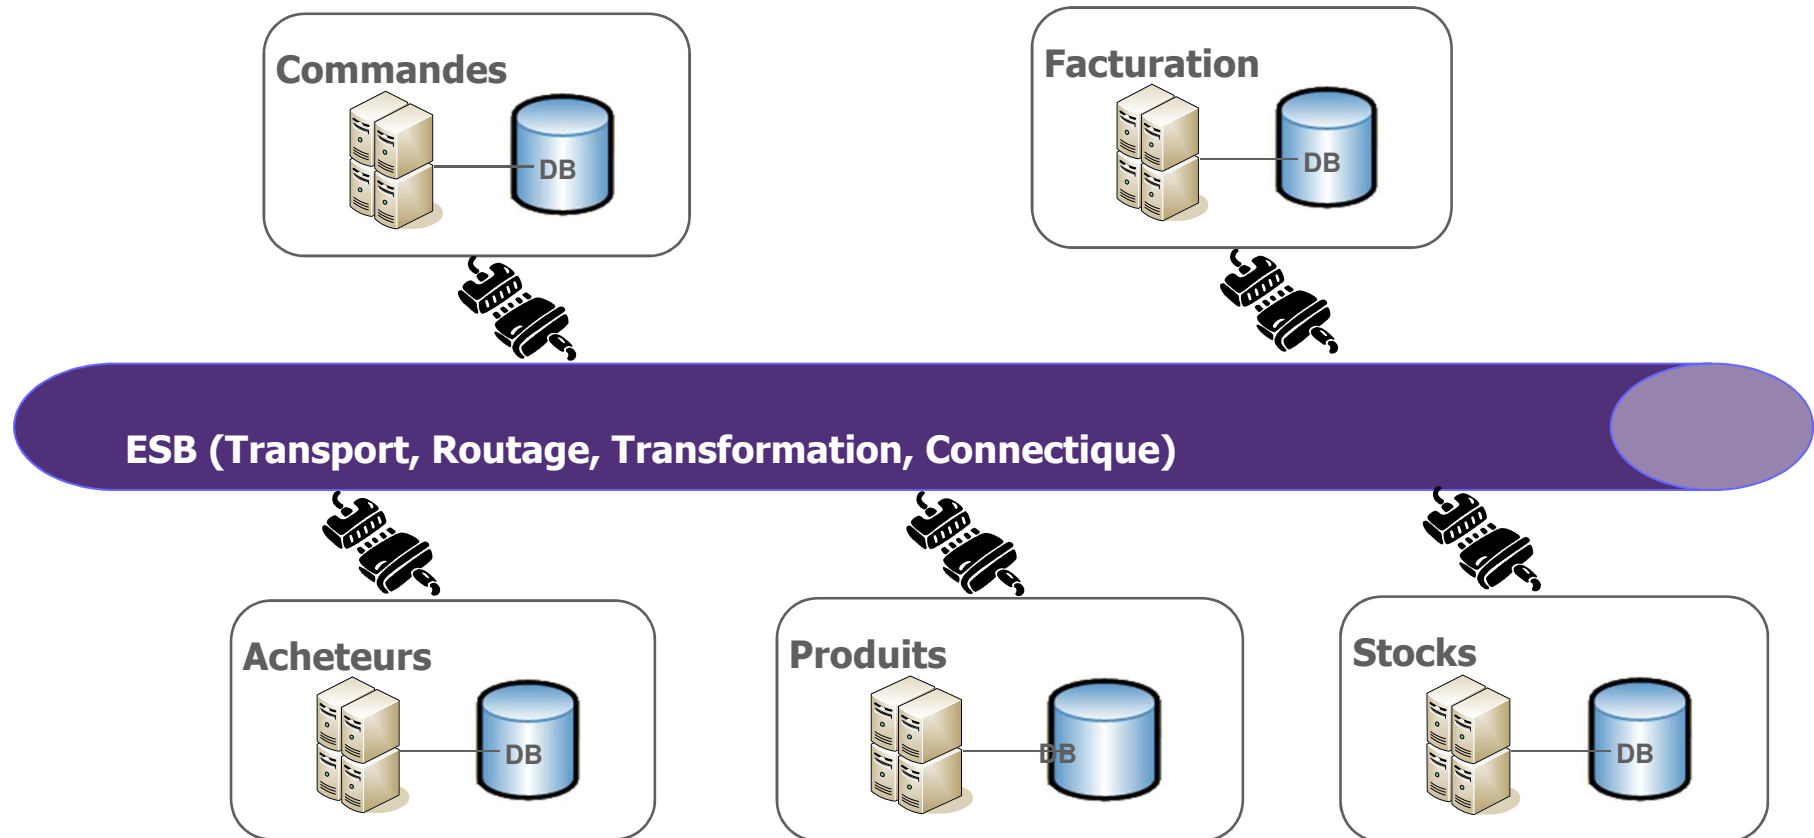 Commandes
DB
Facturation
DB
ESB (Transport, Routage, Transformation, Connectique)
Acheteurs
DB
Produits
DB
Stocks
DB